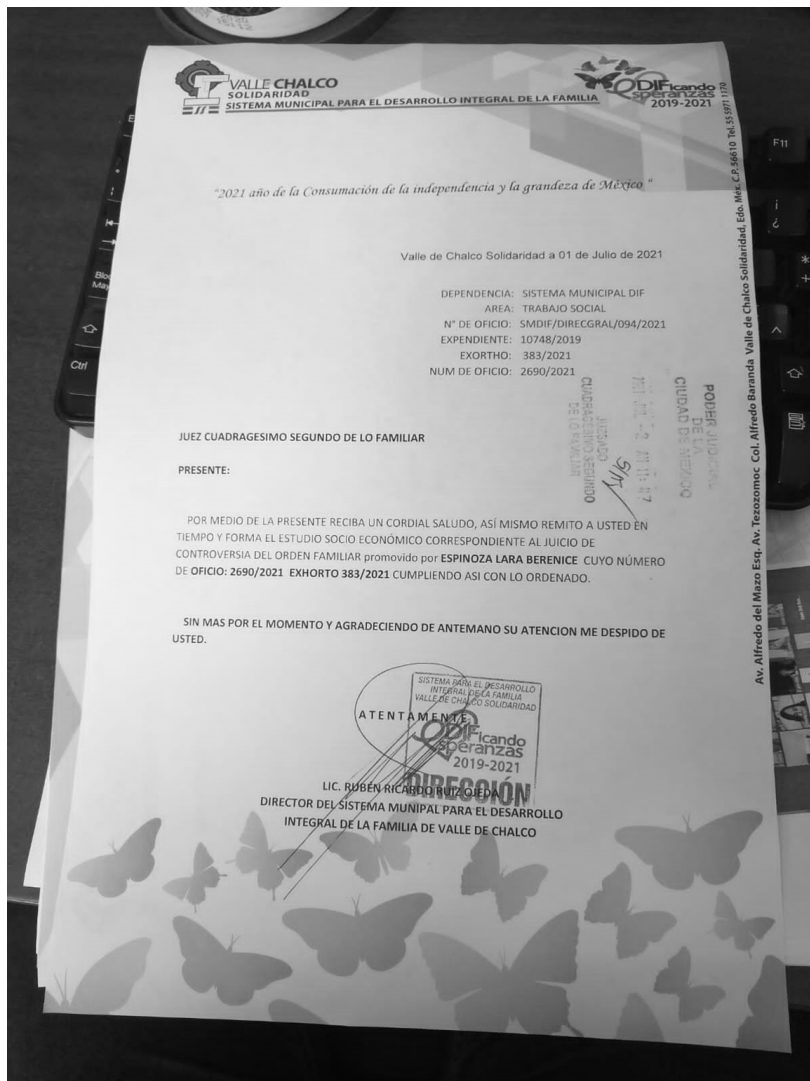 VALLE CHALCO
SOLIDARIDAD
SISTEMA MUNICIPAL PARA EL DESARROLLO INTEGRAL DE LA FAMILIA
ODIFicando
speranzas
2019-2021
"2021 año de la Consumación de la independencia y la grandeza de México "
Valle de Chalco Solidaridad a 01 de Julio de 2021
DEPENDENCIA: SISTEMA MUNICIPAL DIF
AREA: TRABAJO SOCIAL
N° DE OFICIO: SMDIF/DIRECGRAL/094/2021
EXPENDIENTE: 10748/2019
EXORTHO: 383/2021
NUM DE OFICIO: 2690/2021
PODER JUDICIAL
DE LA
CIUDAD DE MEXICO
JUZGADO
CUADRAGESIMO SEGUNDO
DE LO FAMILIAR
JUEZ CUADRAGESIMO SEGUNDO DE LO FAMILIAR
PRESENTE:
POR MEDIO DE LA PRESENTE RECIBA UN CORDIAL SALUDO, ASÍ MISMO REMITO A USTED EN
TIEMPO Y FORMA EL ESTUDIO SOCIO ECONÓMICO CORRESPONDIENTE AL JUICIO DE
CONTROVERSIA DEL ORDEN FAMILIAR promovido por ESPINOZA LARA BERENICE CUYO NÚMERO
DE OFICIO: 2690/2021 EXHORTO 383/2021 CUMPLIENDO ASI CON LO ORDENADO.
SIN MAS POR EL MOMENTO Y AGRADECIENDO DE ANTEMANO SU ATENCION ME DESPIDO DE
USTED.
SISTEMA PARA EL DESARROLLO
INTEGRAL DE LA FAMILIA
VALLE DE CHALCO SOLIDARIDAD
ATENTAMENTE
ODIFicando
speranzas
2019-2021
DIRECCIÓN
LIC. RUBÉN RICARDO RUIZ OJEDA
DIRECTOR DEL SISTEMA MUNIPAL PARA EL DESARROLLO
INTEGRAL DE LA FAMILIA DE VALLE DE CHALCO
Av. Alfredo del Mazo Esq. Av. Tezozomoc Col. Alfredo Baranda Valle de Chalco Solidaridad, Edo. Méx. C.P. 56610 Tel. 55 5971 1170
F11
Ctrl